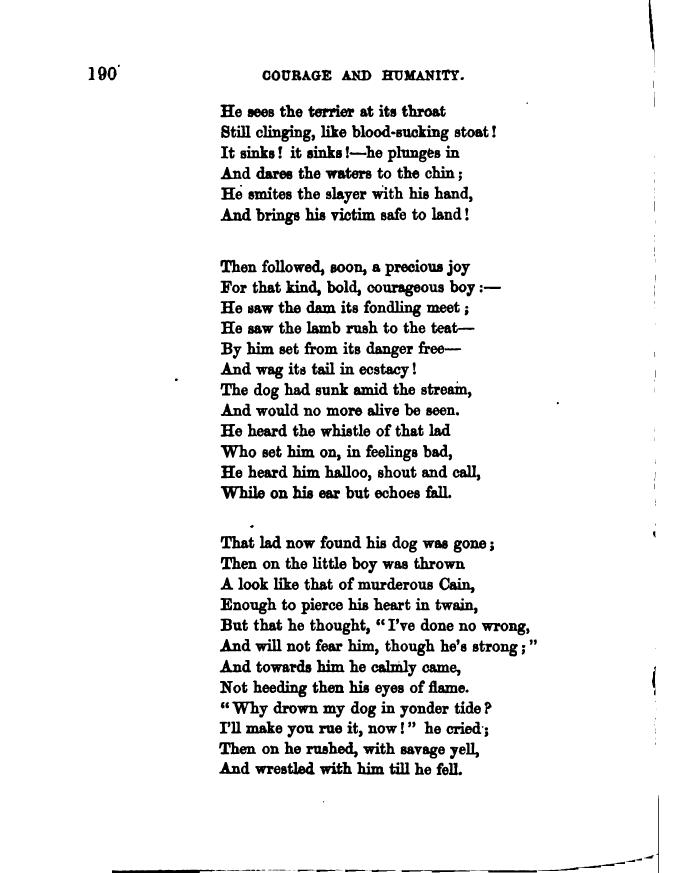 190
COURAGE AND HUMANITY.
He sees the terrier at its throat
Still clinging, like blood-sucking stoat!
It sinks! it sinks!—he plunges in
And dares the waters to the chin;
He smites the slayer with his hand,
And brings his victim safe to land!
Then followed, soon, a precious joy
For that kind, bold, courageous boy:—
He saw the dam its fondling meet;
He saw the lamb rush to the teat—
By him set from its danger free—
And wag its tail in ecstacy!
The dog had sunk amid the stream,
And would no more alive be seen.
He heard the whistle of that lad
Who set him on, in feelings bad,
He heard him halloo, shout and call,
While on his ear but echoes fall.
That lad now found his dog was gone;
Then on the little boy was thrown
A look like that of murderous Cain,
Enough to pierce his heart in twain,
But that he thought, "I've done no wrong,
And will not fear him, though he's strong;"
And towards him he calmly came,
Not heeding then his eyes of flame.
"Why drown my dog in yonder tide?
I'll make you rue it, now!" he cried;
Then on he rushed, with savage yell,
And wrestled with him till he fell.